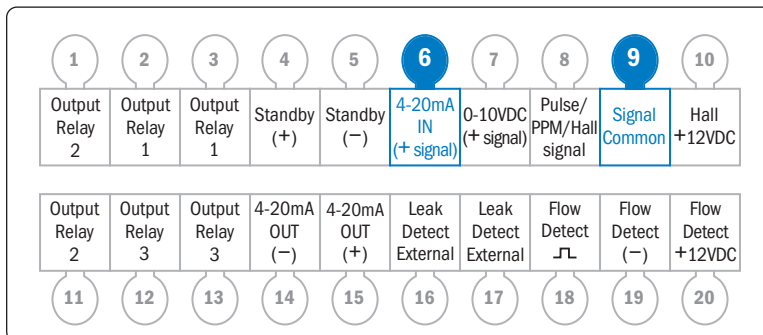 1 2 3 4 5 6 7 8 9 10
Output Relay 2 Output Relay 1 Output Relay 1 Standby (+) Standby (−) 4-20mA IN (+ signal) 0-10VDC (+ signal) Pulse/PPM/Hall signal Signal Common Hall +12VDC
Output Relay 2 Output Relay 3 Output Relay 3 4-20mA OUT (−) 4-20mA OUT (+) Leak Detect External Leak Detect External Flow Detect Flow Detect (−) Flow Detect +12VDC
11 12 13 14 15 16 17 18 19 20